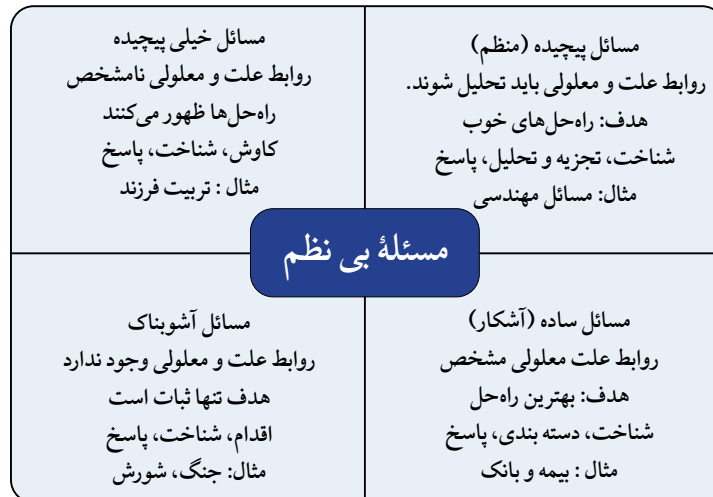 مسائل پیچیده (منظم)
روابط علت و معلولی باید تحلیل شوند.
هدف: راه‌حل‌های خوب
شناخت، تجزیه و تحلیل، پاسخ
مثال: مسائل مهندسی
مسائل خیلی پیچیده
روابط علت و معلولی نامشخص
راه‌حل‌ها ظهور می‌کنند
کاوش، شناخت، پاسخ
مثال : تربیت فرزند
مسئلهٔ بی نظم
مسائل ساده (آشکار)
روابط علت معلولی مشخص
هدف: بهترین راه‌حل
شناخت، دسته بندی، پاسخ
مثال : بیمه و بانک
مسائل آشوبناک
روابط علت و معلولی وجود ندارد
هدف تنها ثبات است
اقدام، شناخت، پاسخ
مثال: جنگ، شورش